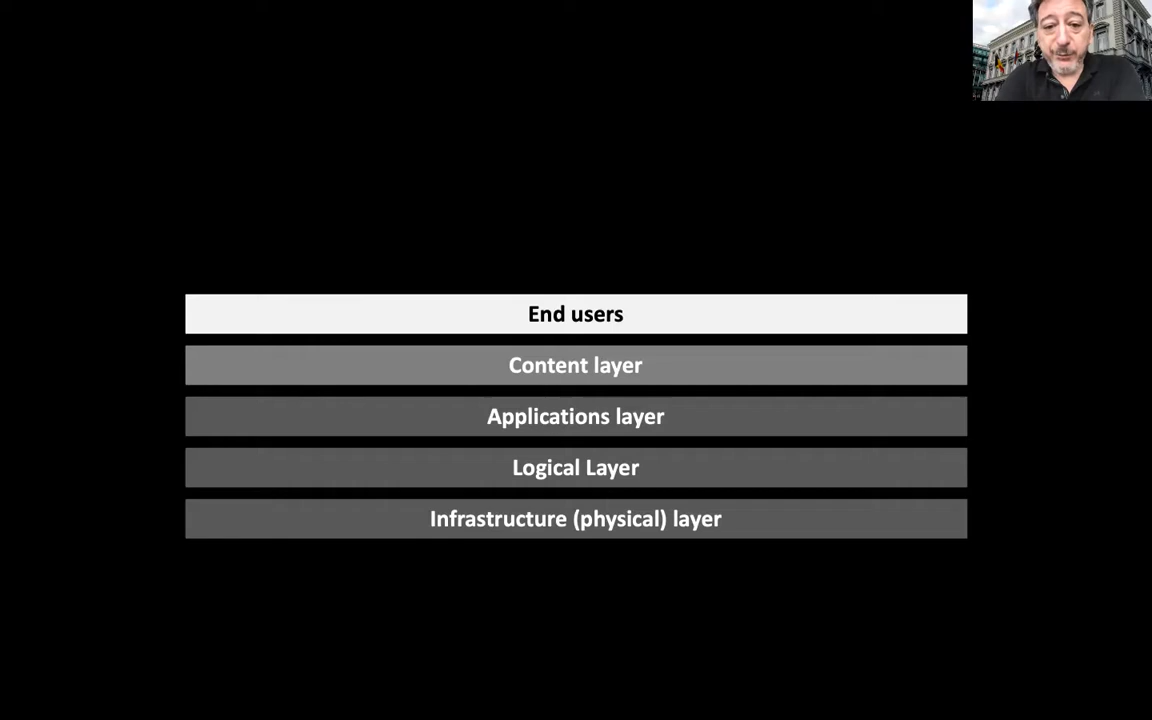 End users
Content layer
Applications layer
Logical Layer
Infrastructure (physical) layer